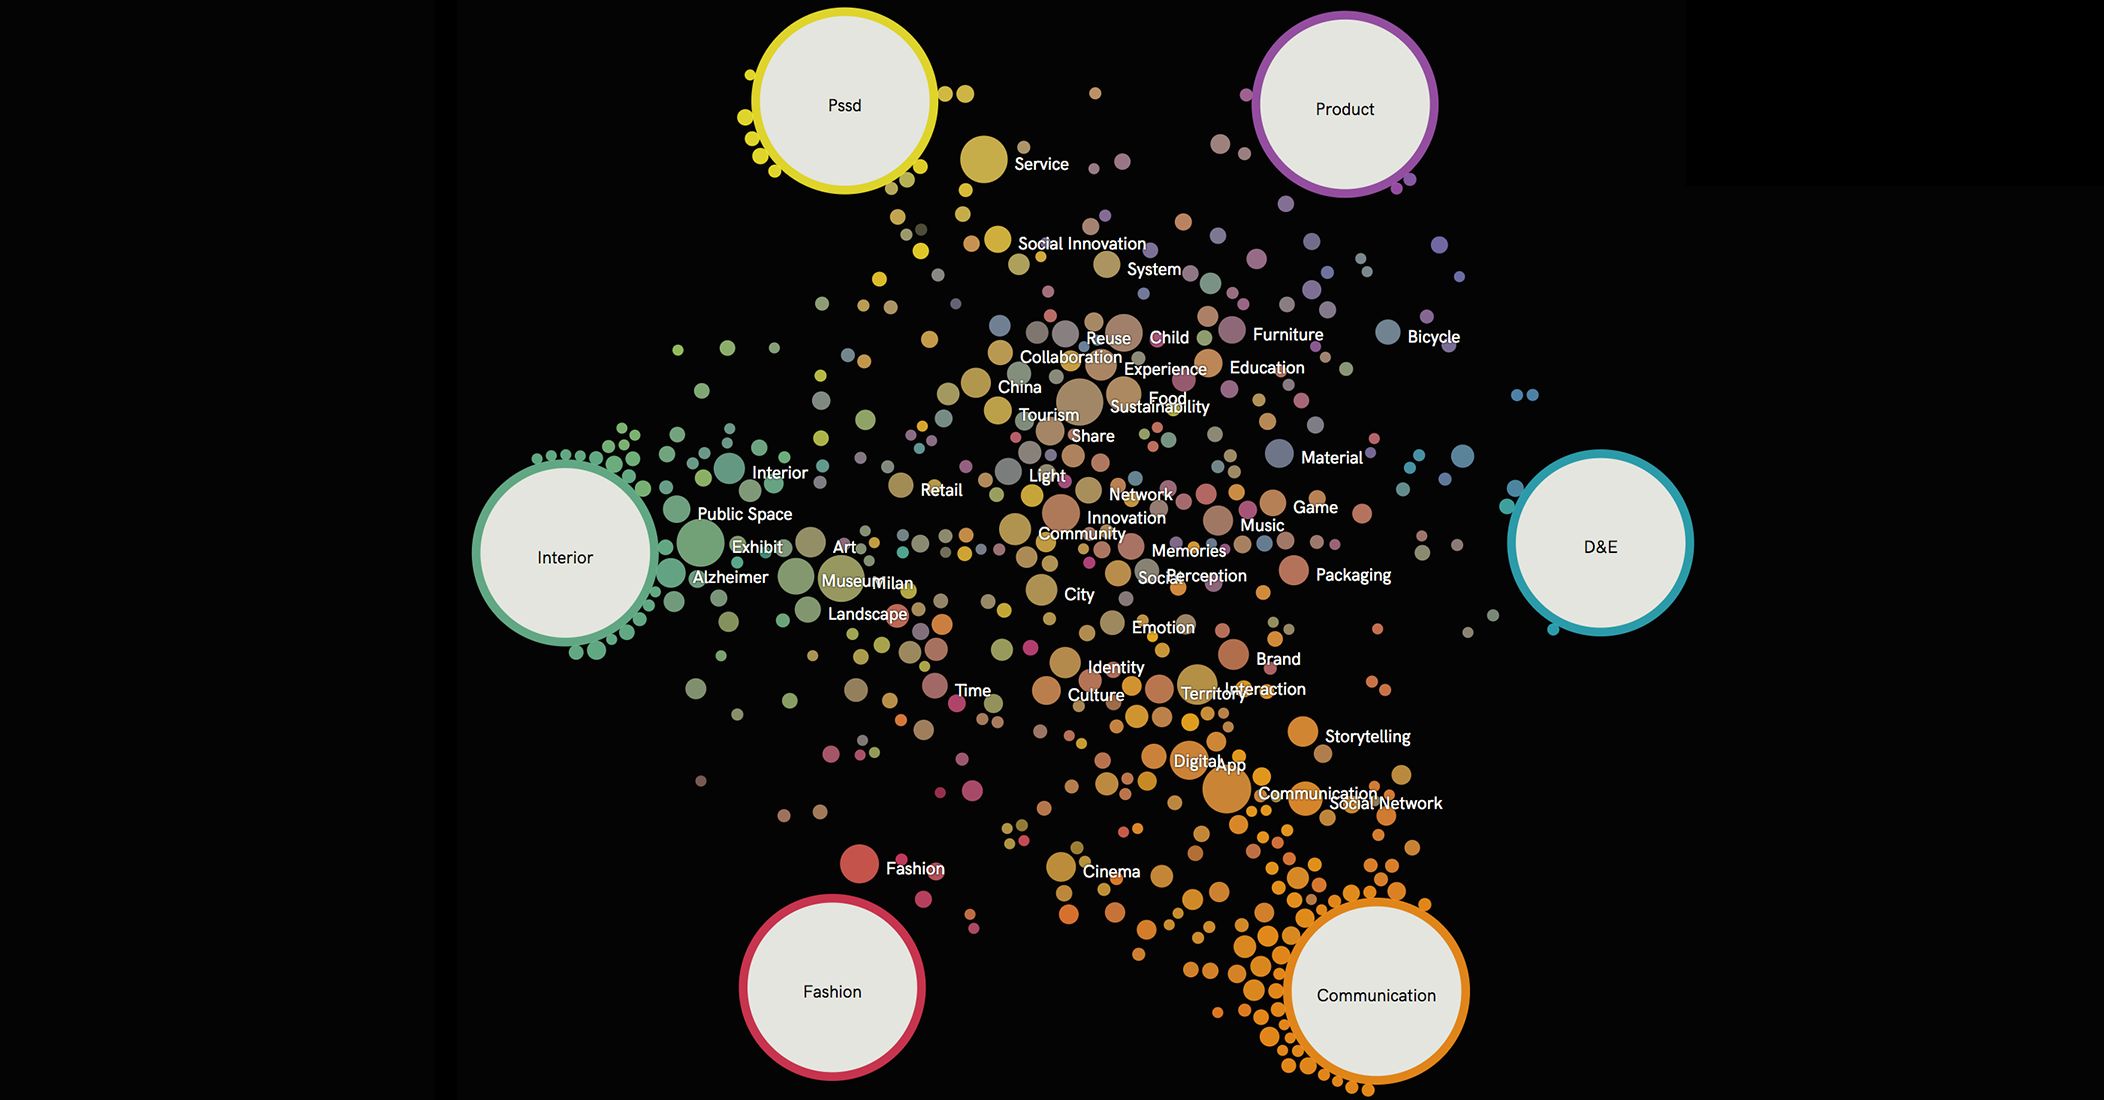 Pssd
Product
Service
Social Innovation
System
Reuse
Child
Furniture
Bicycle
Collaboration
Experience
Education
China
Food
Sustainability
Tourism
Share
Interior
Light
Material
Retail
Network
Public Space
Innovation
Game
Community
Music
Exhibit
Art
Memories
D&E
Interior
Alzheimer
Museum
Milan
Social
Perception
Packaging
City
Landscape
Emotion
Identity
Brand
Time
Culture
Territory
Interaction
Storytelling
Digital
App
Communication
Social Network
Fashion
Cinema
Fashion
Communication